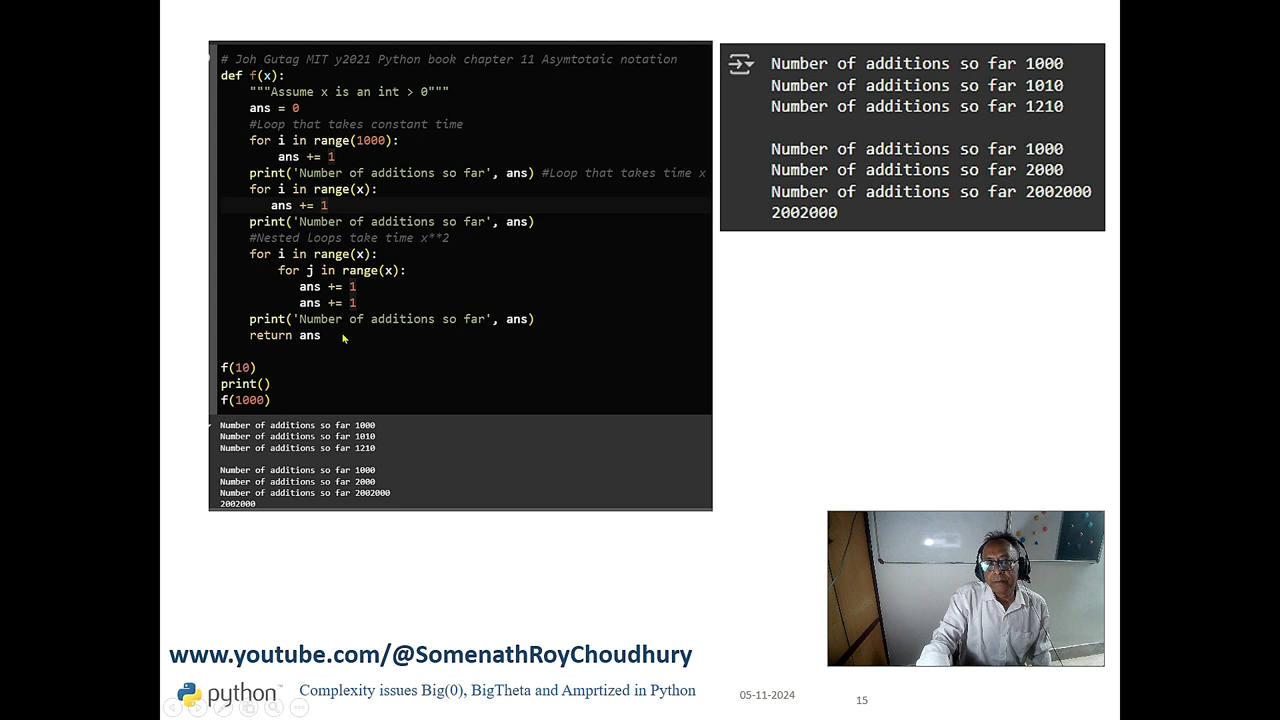 # Joh Gutag MIT y2021 Python book chapter 11 Asymtotaic notation
def f(x):
"""Assume x is an int > 0"""
ans = 0
#Loop that takes constant time
for i in range(1000):
ans += 1
print('Number of additions so far', ans) #Loop that takes time x
for i in range(x):
ans += 1
print('Number of additions so far', ans)
#Nested loops take time x**2
for i in range(x):
for j in range(x):
ans += 1
ans += 1
print('Number of additions so far', ans)
return ans
f(10)
print()
f(1000)
Number of additions so far 1000
Number of additions so far 1010
Number of additions so far 1210
Number of additions so far 1000
Number of additions so far 2000
Number of additions so far 2002000
2002000
Number of additions so far 1000
Number of additions so far 1010
Number of additions so far 1210
Number of additions so far 1000
Number of additions so far 2000
Number of additions so far 2002000
2002000
www.youtube.com/@SomenathRoyChoudhury
python™
Complexity issues Big(0), BigTheta and Amprtized in Python
05-11-2024
15